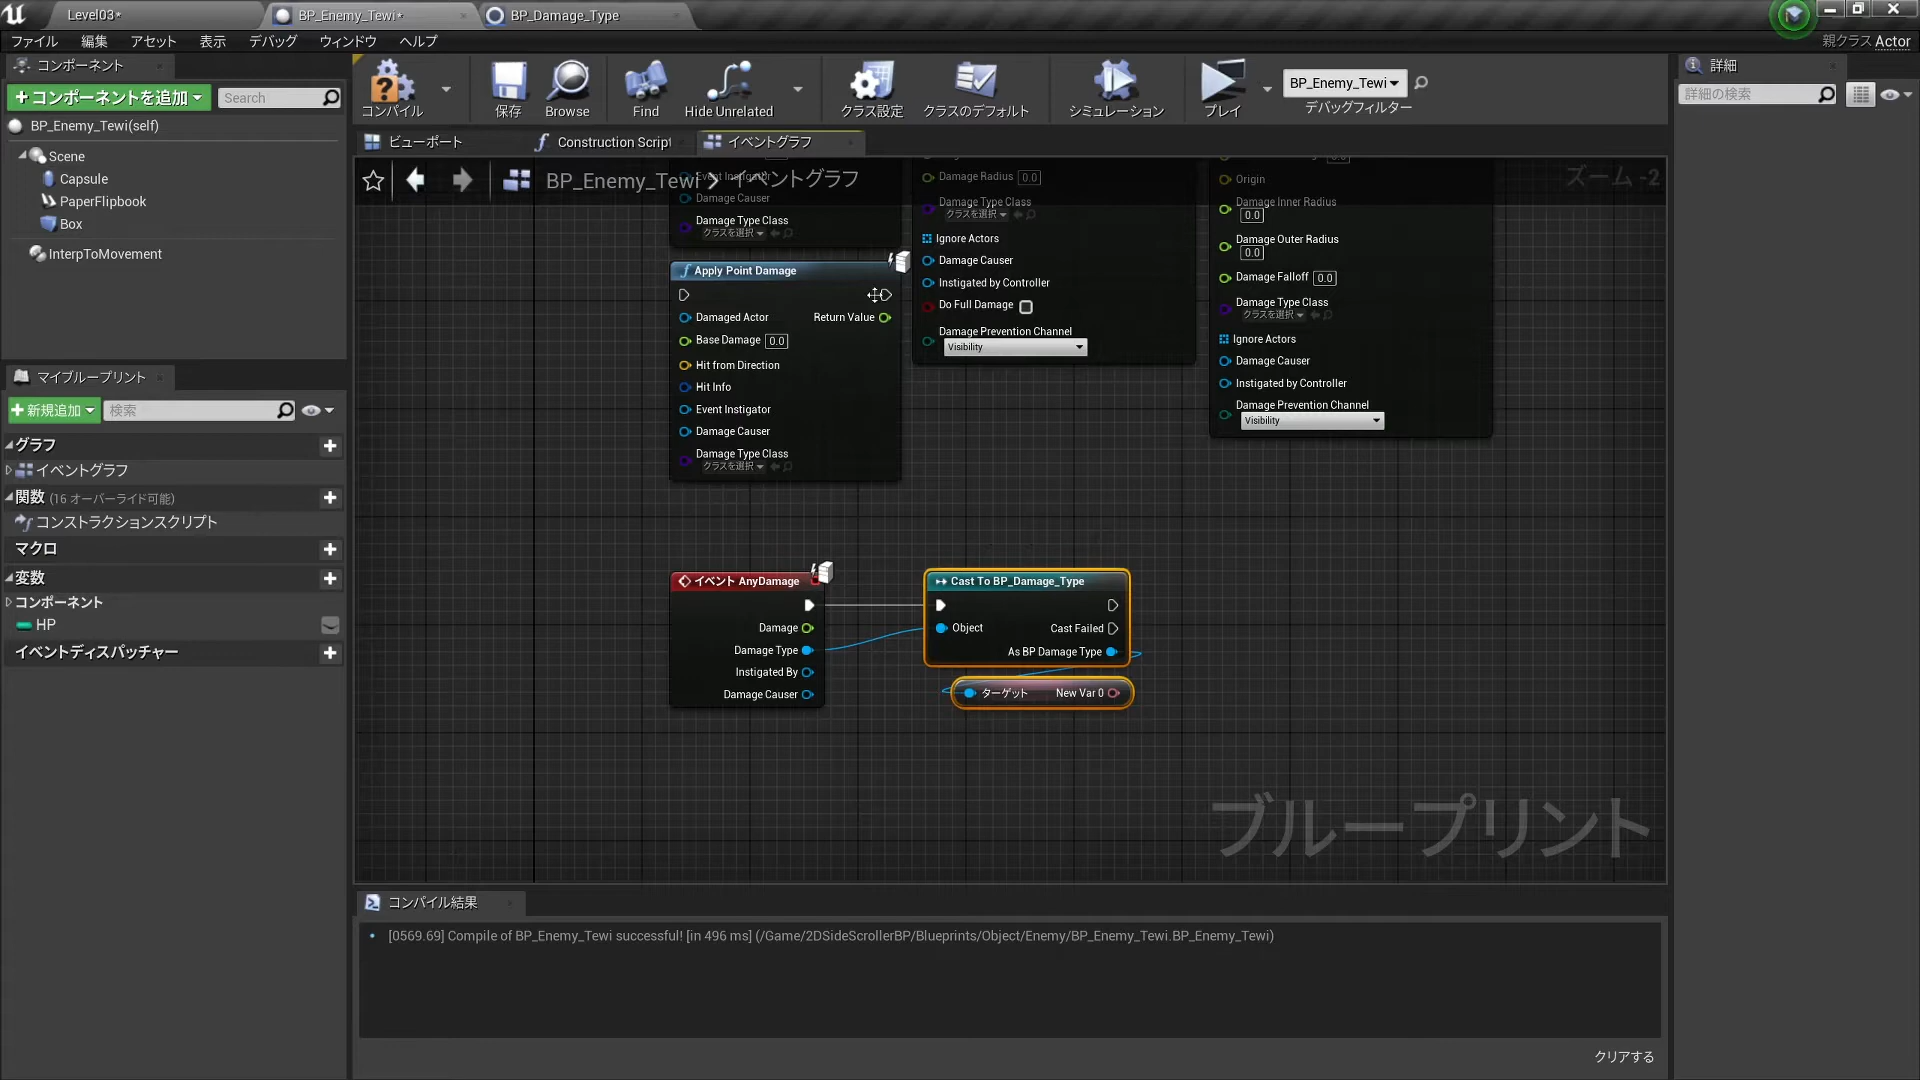 Level03*
BP_Enemy_Tewi*
BP_Damage_Type
ファイル 編集 アセット 表示 デバッグ ウィンドウ ヘルプ
親クラス Actor
コンポーネント
+コンポーネントを追加
Search
BP_Enemy_Tewi(self)
Scene
Capsule
PaperFlipbook
Box
InterpToMovement
マイブループリント
新規追加
検索
グラフ
イベントグラフ
関数 (16 オーバーライド可能)
コンストラクションスクリプト
マクロ
変数
コンポーネント
HP
イベントディスパッチャー
コンパイル
保存
Browse
Find
Hide Unrelated
クラス設定
クラスのデフォルト
シミュレーション
プレイ
BP_Enemy_Tewi
デバッグフィルター
ビューポート
Construction Script
イベントグラフ
BP_Enemy_Tewi > イベントグラフ
ズーム -2
Event Instigator
Damage Causer
Damage Type Class
クラスを選択
Apply Point Damage
Damaged Actor
Return Value
Base Damage 0.0
Hit from Direction
Hit Info
Event Instigator
Damage Causer
Damage Type Class
クラスを選択
Damage Radius 0.0
Damage Type Class
クラスを選択
Ignore Actors
Damage Causer
Instigated by Controller
Do Full Damage
Damage Prevention Channel
Visibility
Origin
Damage Inner Radius
0.0
Damage Outer Radius
0.0
Damage Falloff 0.0
Damage Type Class
クラスを選択
Ignore Actors
Damage Causer
Instigated by Controller
Damage Prevention Channel
Visibility
イベント AnyDamage
Damage
Damage Type
Instigated By
Damage Causer
Cast To BP_Damage_Type
Object
Cast Failed
As BP Damage Type
ターゲット
New Var 0
ブループリント
コンパイル結果
[0569.69] Compile of BP_Enemy_Tewi successful! [in 496 ms] (/Game/2DSideScrollerBP/Blueprints/Object/Enemy/BP_Enemy_Tewi.BP_Enemy_Tewi)
クリアする
詳細
詳細の検索